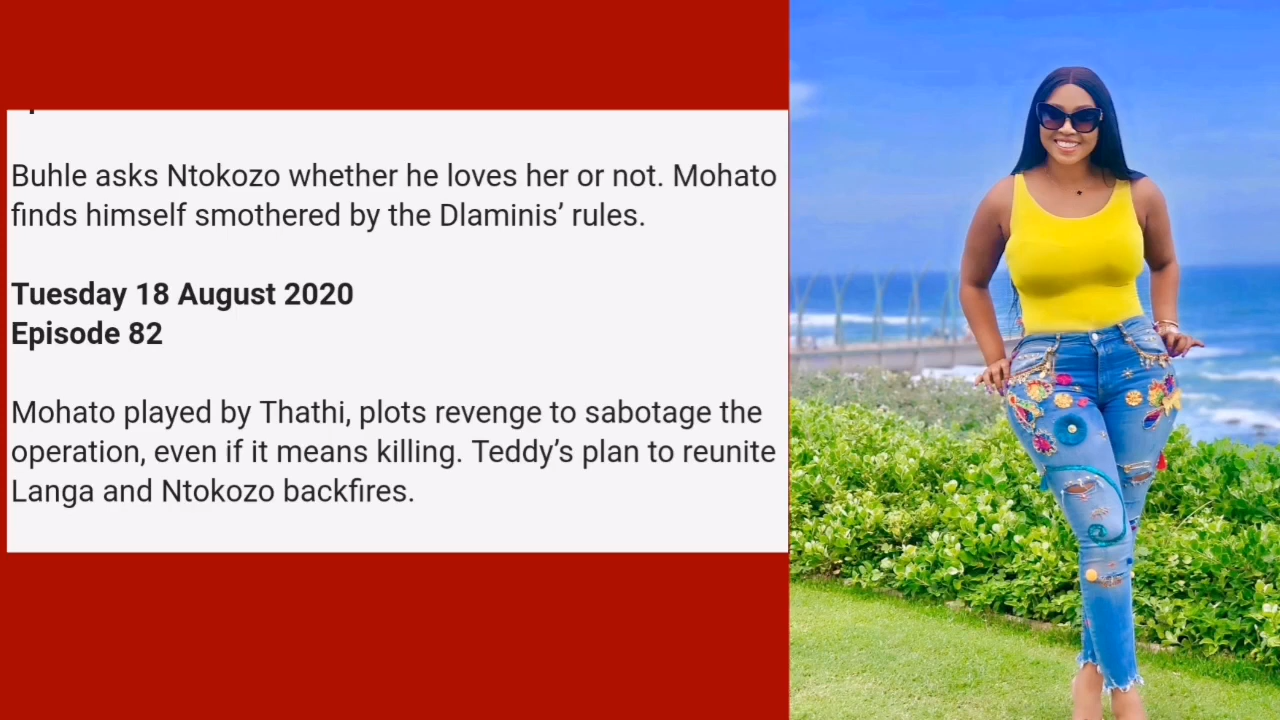 Buhle asks Ntokozo whether he loves her or not. Mohato
finds himself smothered by the Dlaminis’ rules.
Tuesday 18 August 2020
Episode 82
Mohato played by Thathi, plots revenge to sabotage the
operation, even if it means killing. Teddy’s plan to reunite
Langa and Ntokozo backfires.